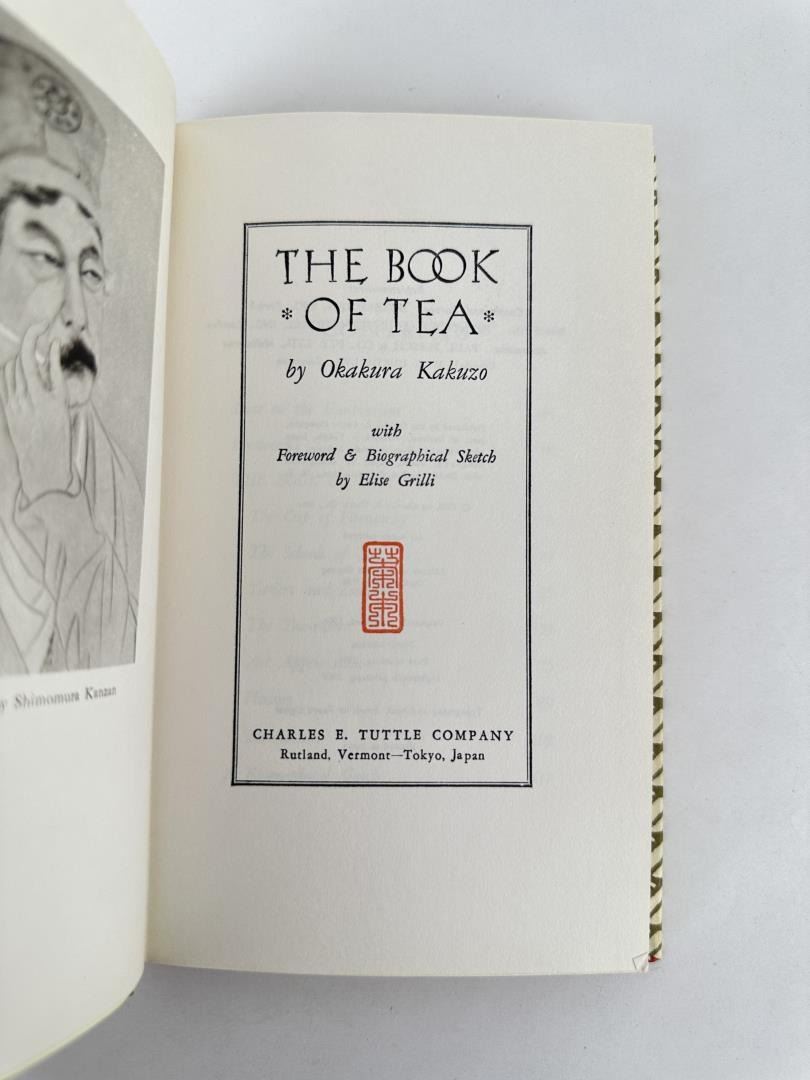 y Shimomura Kanzan
THE BOOK
* OF TEA *
by Okakura Kakuzo
with
Foreword & Biographical Sketch
by Elise Grilli
CHARLES E. TUTTLE COMPANY
Rutland, Vermont—Tokyo, Japan